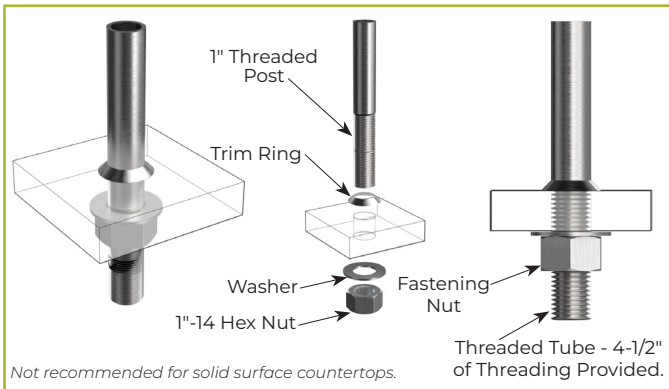 1" Threaded
Post
Trim Ring
Washer
1"-14 Hex Nut
Fastening
Nut
Threaded Tube - 4-1/2"
of Threading Provided.
Not recommended for solid surface countertops.